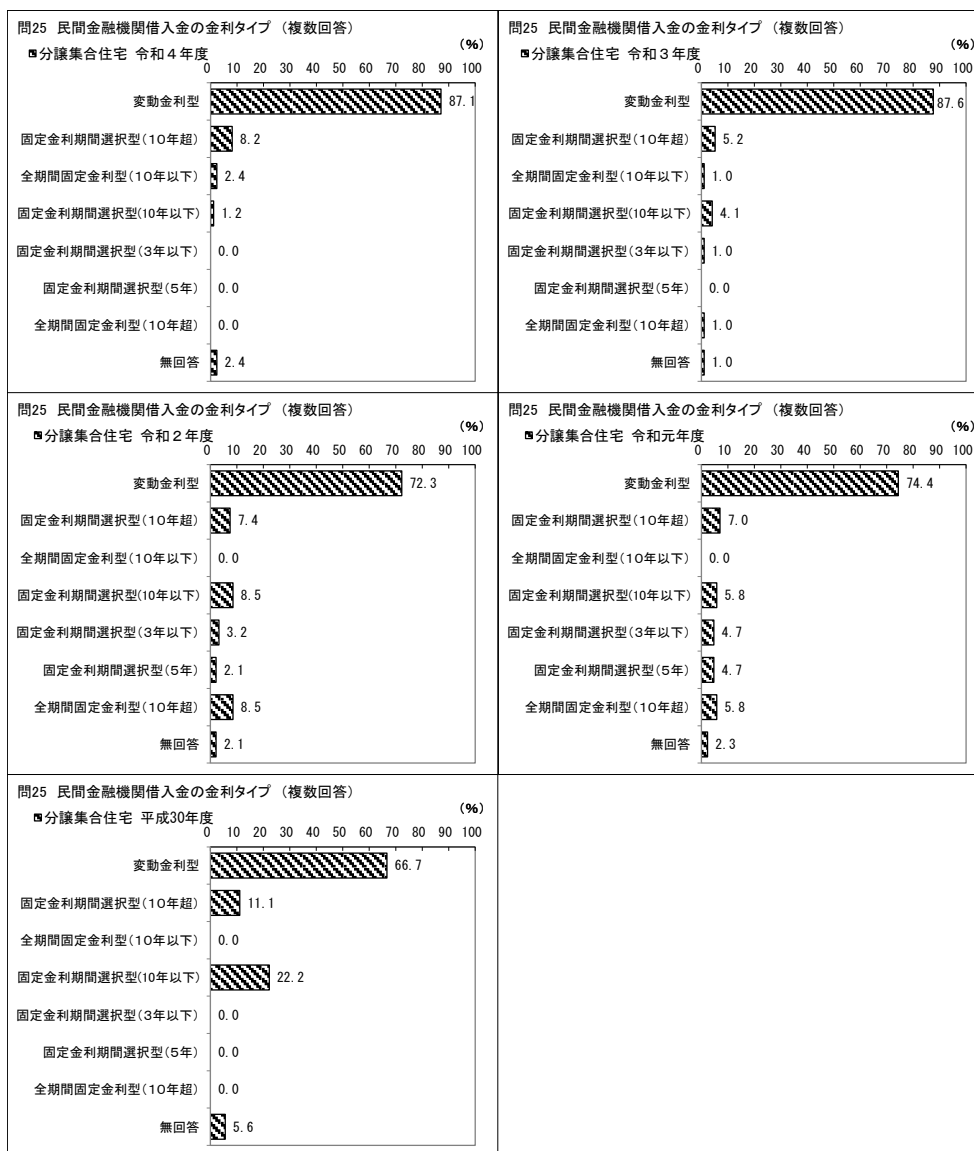 問25 民間金融機関借入金の金利タイプ （複数回答）
(%)
分譲集合住宅 令和４年度
0 10 20 30 40 50 60 70 80 90 100
変動金利型 87.1
固定金利期間選択型(１０年超) 8.2
全期間固定金利型(１０年以下) 2.4
固定金利期間選択型(10年以下) 1.2
固定金利期間選択型(３年以下) 0.0
固定金利期間選択型(５年) 0.0
全期間固定金利型(１０年超) 0.0
無回答 2.4
問25 民間金融機関借入金の金利タイプ （複数回答）
(%)
分譲集合住宅 令和３年度
0 10 20 30 40 50 60 70 80 90 100
変動金利型 87.6
固定金利期間選択型(１０年超) 5.2
全期間固定金利型(１０年以下) 1.0
固定金利期間選択型(10年以下) 4.1
固定金利期間選択型(３年以下) 1.0
固定金利期間選択型(５年) 0.0
全期間固定金利型(１０年超) 1.0
無回答 1.0
問25 民間金融機関借入金の金利タイプ （複数回答）
(%)
分譲集合住宅 令和２年度
0 10 20 30 40 50 60 70 80 90 100
変動金利型 72.3
固定金利期間選択型(１０年超) 7.4
全期間固定金利型(１０年以下) 0.0
固定金利期間選択型(10年以下) 8.5
固定金利期間選択型(３年以下) 3.2
固定金利期間選択型(５年) 2.1
全期間固定金利型(１０年超) 8.5
無回答 2.1
問25 民間金融機関借入金の金利タイプ （複数回答）
(%)
分譲集合住宅 令和元年度
0 10 20 30 40 50 60 70 80 90 100
変動金利型 74.4
固定金利期間選択型(１０年超) 7.0
全期間固定金利型(１０年以下) 0.0
固定金利期間選択型(10年以下) 5.8
固定金利期間選択型(３年以下) 4.7
固定金利期間選択型(５年) 4.7
全期間固定金利型(１０年超) 5.8
無回答 2.3
問25 民間金融機関借入金の金利タイプ （複数回答）
(%)
分譲集合住宅 平成30年度
0 10 20 30 40 50 60 70 80 90 100
変動金利型 66.7
固定金利期間選択型(１０年超) 11.1
全期間固定金利型(１０年以下) 0.0
固定金利期間選択型(10年以下) 22.2
固定金利期間選択型(３年以下) 0.0
固定金利期間選択型(５年) 0.0
全期間固定金利型(１０年超) 0.0
無回答 5.6